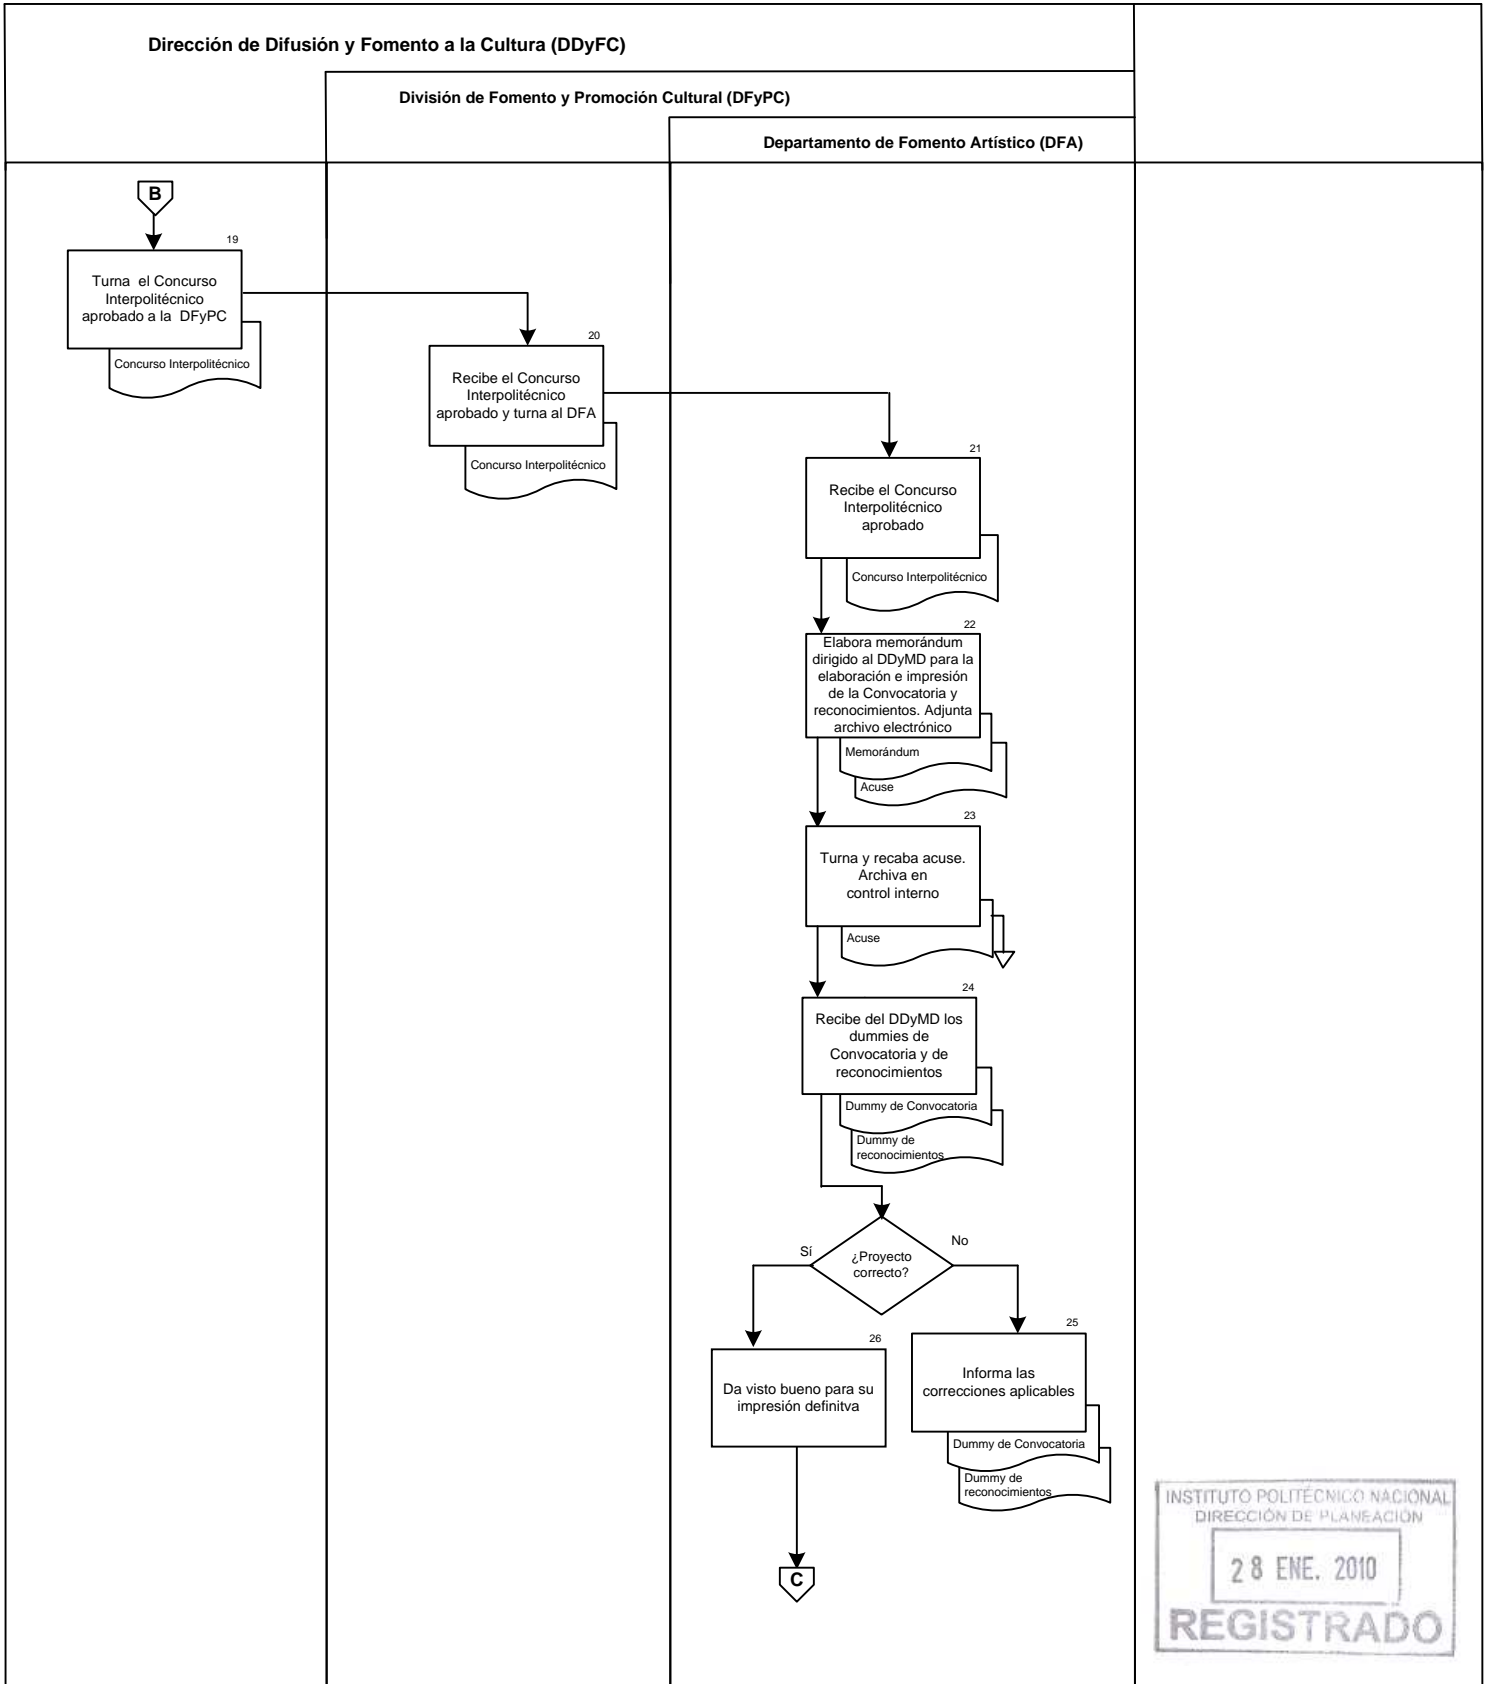 Dirección de Difusión y Fomento a la Cultura (DDyFC)
División de Fomento y Promoción Cultural (DFyPC)
Departamento de Fomento Artístico (DFA)
B
19
Turna el Concurso
Interpolitécnico
aprobado a la DFyPC
Concurso Interpolitécnico
20
Recibe el Concurso
Interpolitécnico
aprobado y turna al DFA
Concurso Interpolitécnico
21
Recibe el Concurso
Interpolitécnico
aprobado
Concurso Interpolitécnico
22
Elabora memorándum
dirigido al DDyMD para la
elaboración e impresión
de la Convocatoria y
reconocimientos. Adjunta
archivo electrónico
Memorándum
Acuse
23
Turna y recaba acuse.
Archiva en
control interno
Acuse
24
Recibe del DDyMD los
dummies de
Convocatoria y de
reconocimientos
Dummy de Convocatoria
Dummy de
reconocimientos
¿Proyecto
correcto?
Sí
No
26
Da visto bueno para su
impresión definitva
25
Informa las
correcciones aplicables
Dummy de Convocatoria
Dummy de
reconocimientos
C
INSTITUTO POLITÉCNICO NACIONAL
DIRECCIÓN DE PLANEACIÓN
28 ENE. 2010
REGISTRADO